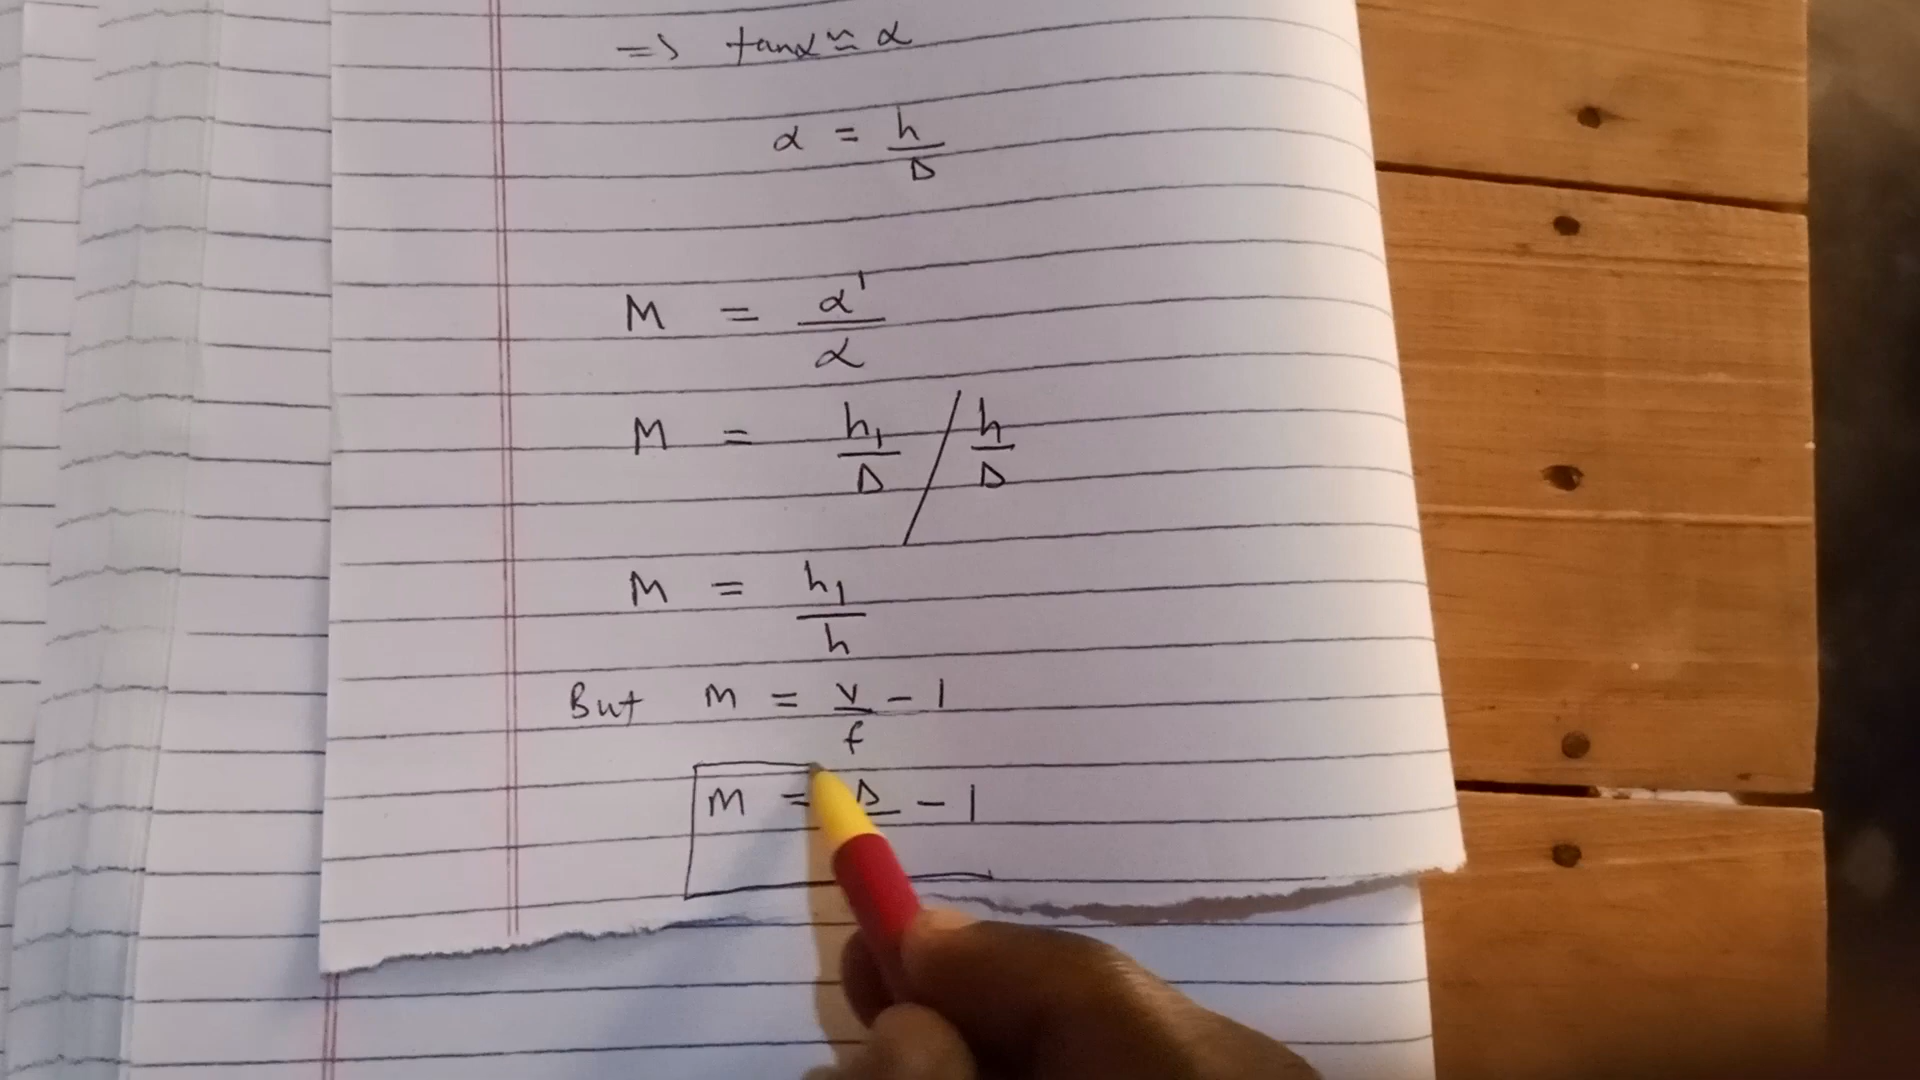 => tanα ≈ α
α = h/D
M = α'/α
M = h₁/D / h/D
M = h₁/h
But m = v/f - 1
m = D/ - 1